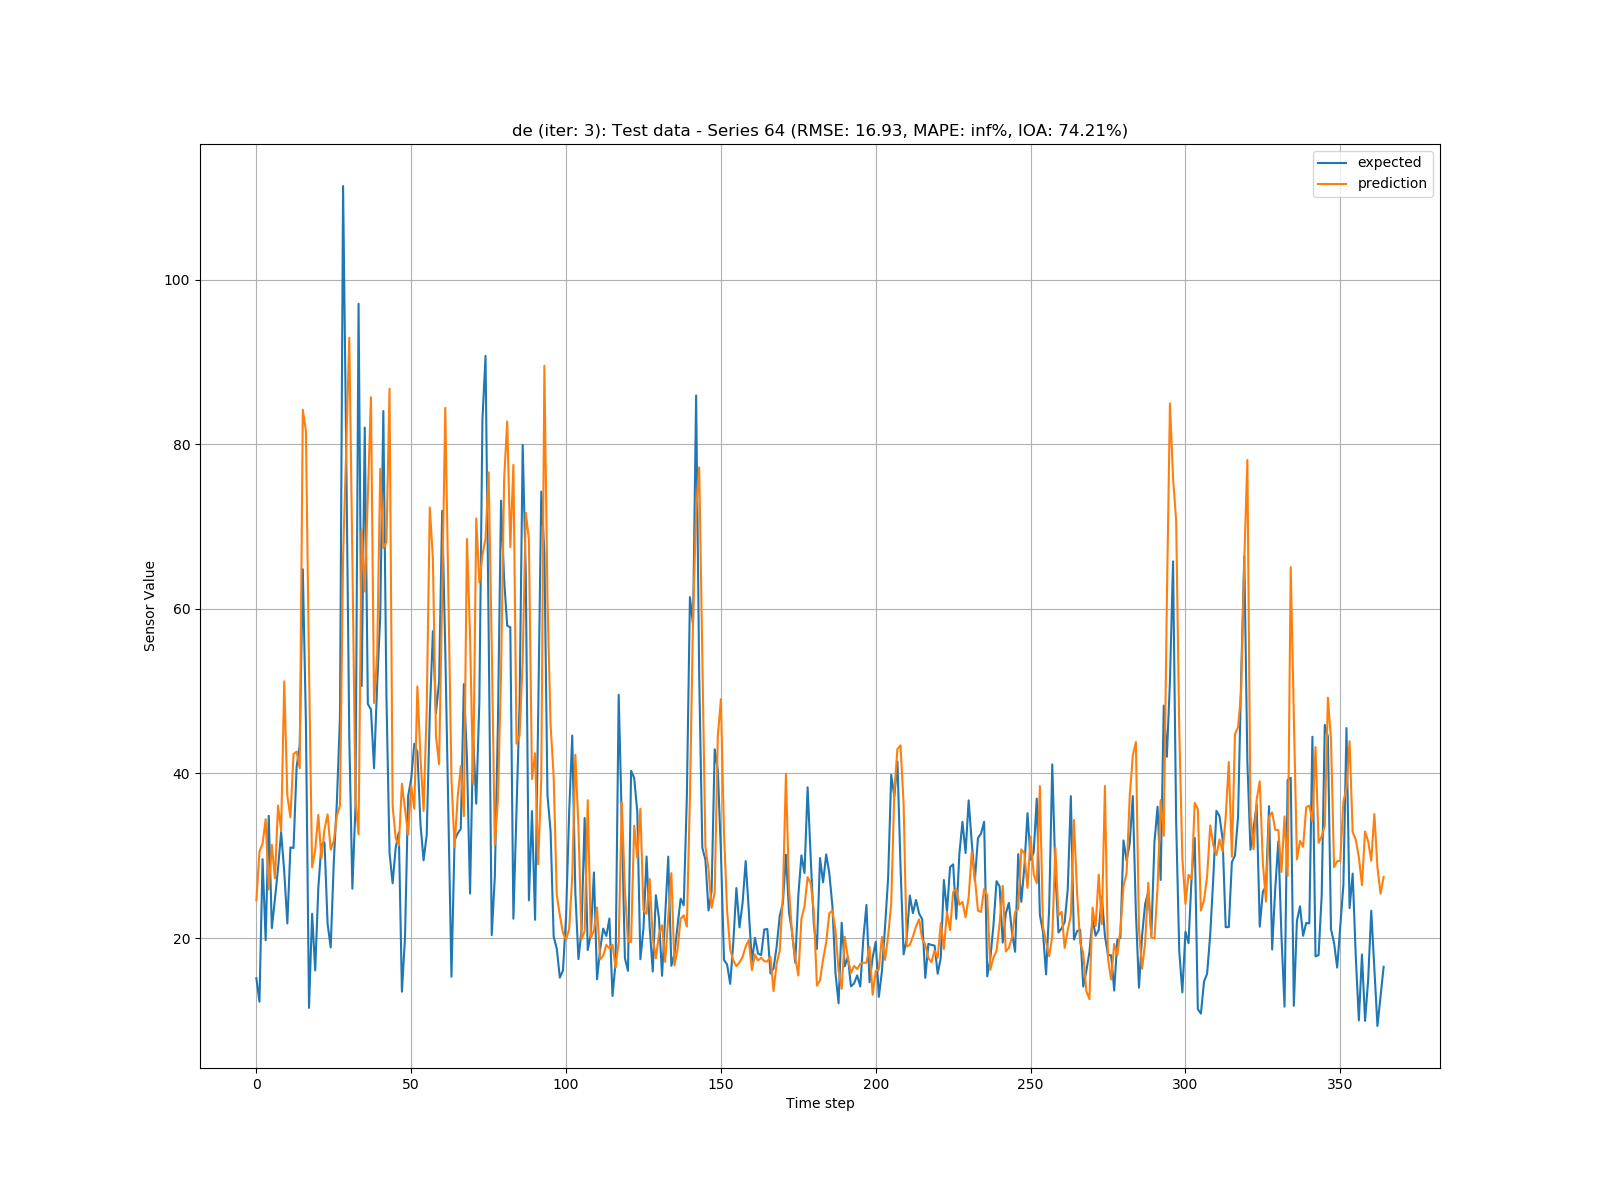 de (iter: 3): Test data - Series 64 (RMSE: 16.93, MAPE: inf%, IOA: 74.21%)
expected
prediction
100
80
60
40
20
Sensor Value
0 50 100 150 200 250 300 350
Time step